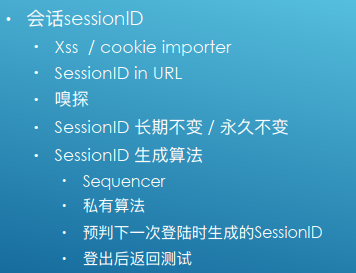 • 会话sessionID
• Xss / cookie importer
• SessionID in URL
• 嗅探
• SessionID 长期不变 / 永久不变
• SessionID 生成算法
• Sequencer
• 私有算法
• 预判下一次登陆时生成的SessionID
• 登出后返回测试